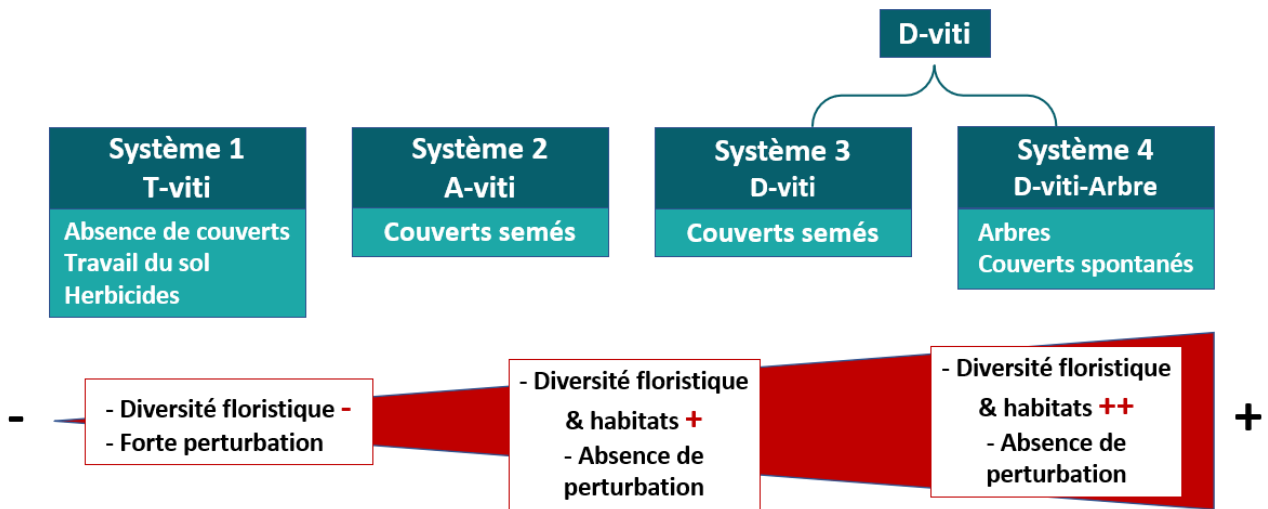 D-viti
Système 1
T-viti
Absence de couverts
Travail du sol
Herbicides
Système 2
A-viti
Couverts semés
Système 3
D-viti
Couverts semés
Système 4
D-viti-Arbre
Arbres
Couverts spontanés
-
- Diversité floristique -
- Forte perturbation
- Diversité floristique
& habitats +
- Absence de
perturbation
- Diversité floristique
& habitats ++
- Absence de
perturbation
+